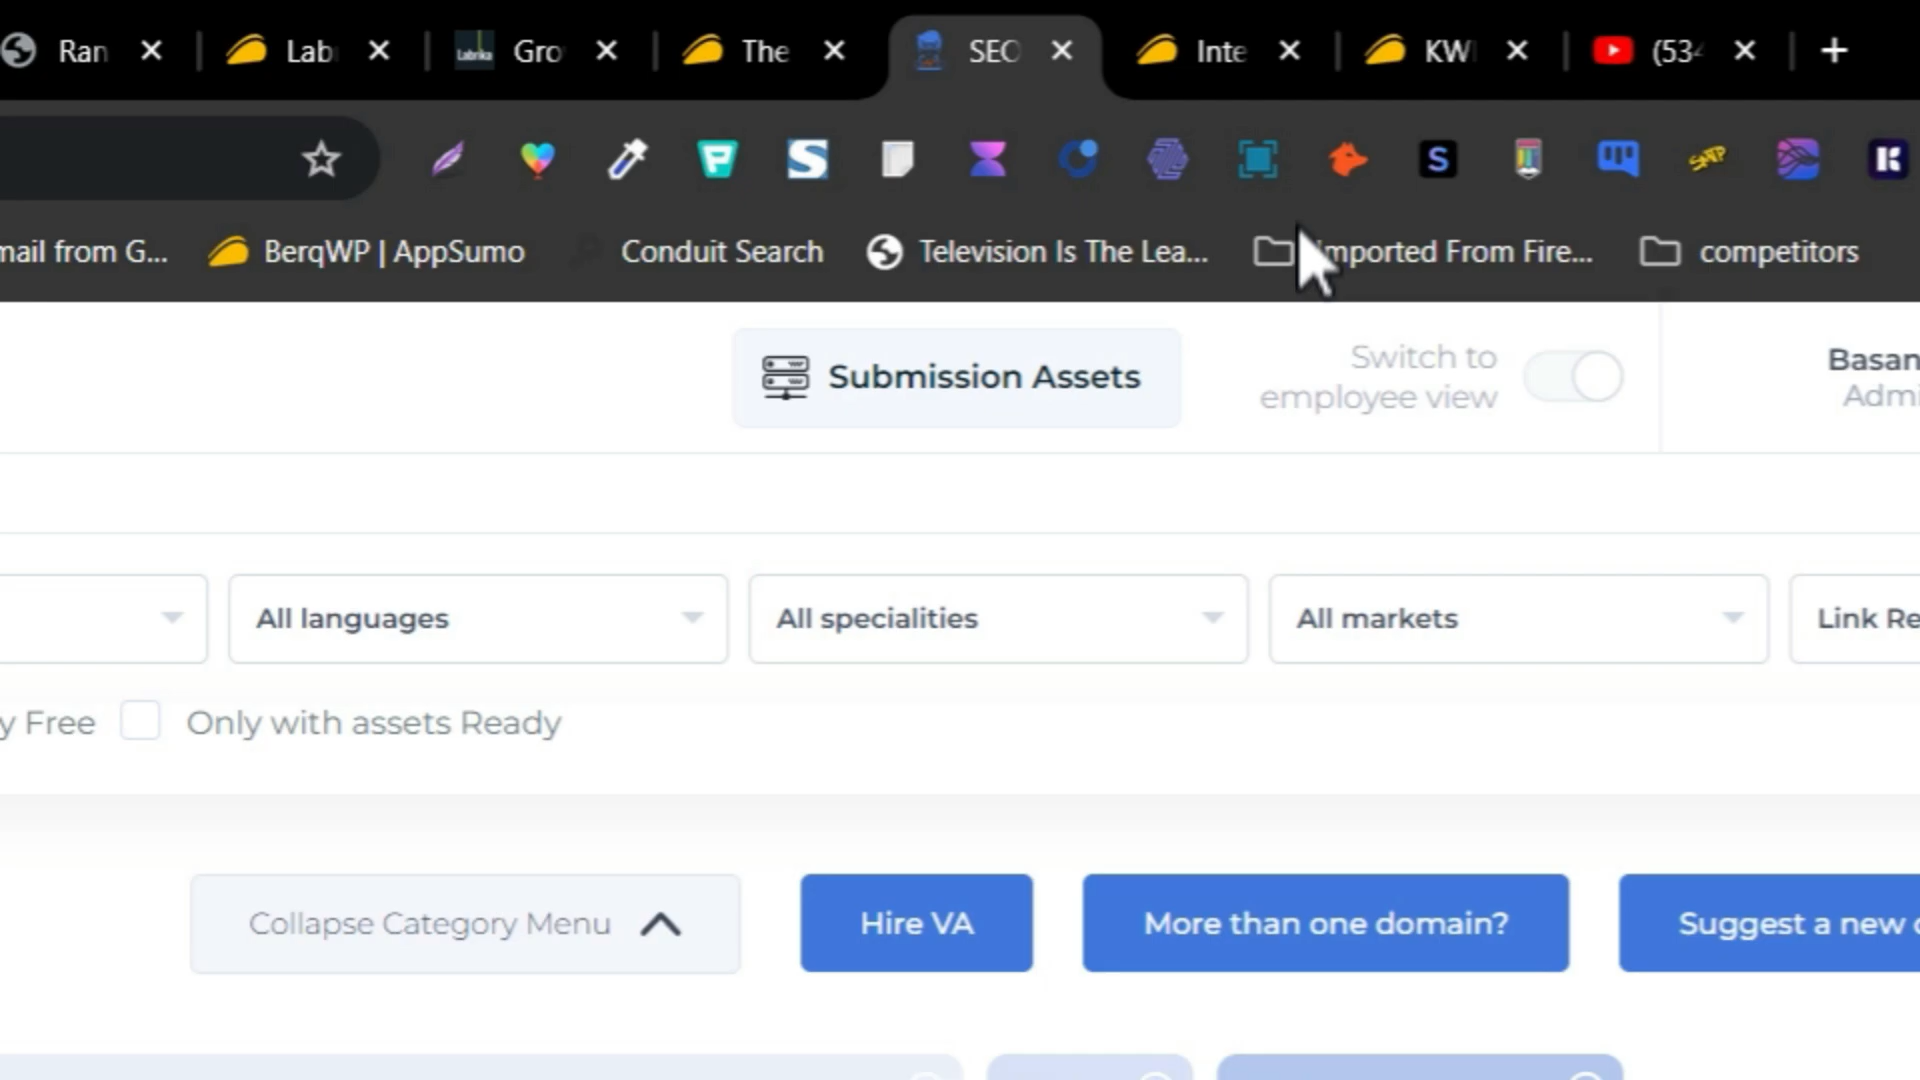 Ran
Lab
Labrika
Gro
The
SEO
Inte
KW
(534
mail from G...
BerqWP | AppSumo
Conduit Search
Television Is The Lea...
Imported From Fire...
competitors
Submission Assets
Switch to
employee view
Basan
Admi
All languages
All specialities
All markets
Link Re
y Free
Only with assets Ready
Collapse Category Menu
Hire VA
More than one domain?
Suggest a new